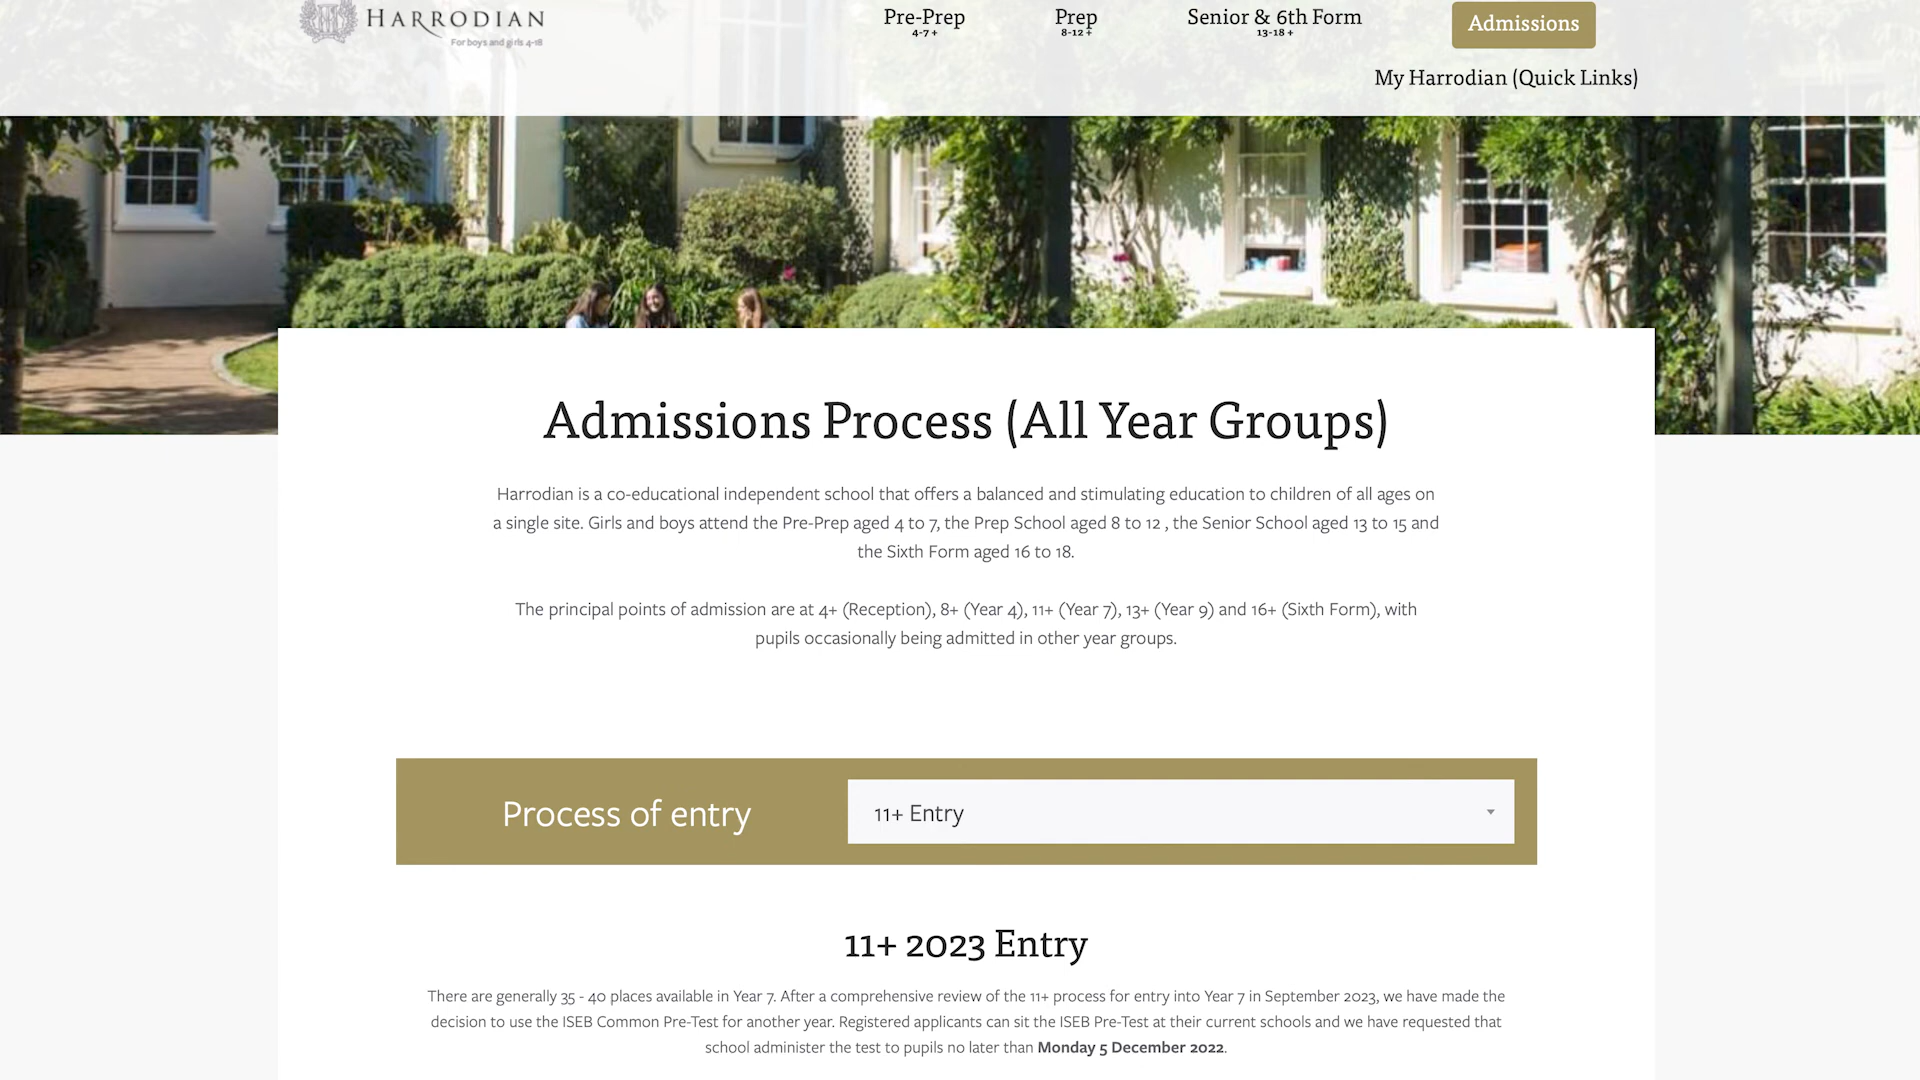 HARRODIAN
For boys and girls 4-18
Pre-Prep
4-7 +
Prep
8-12 +
Senior & 6th Form
13-18 +
Admissions
My Harrodian (Quick Links)
Admissions Process (All Year Groups)
Harrodian is a co-educational independent school that offers a balanced and stimulating education to children of all ages on
a single site. Girls and boys attend the Pre-Prep aged 4 to 7, the Prep School aged 8 to 12 , the Senior School aged 13 to 15 and
the Sixth Form aged 16 to 18.
The principal points of admission are at 4+ (Reception), 8+ (Year 4), 11+ (Year 7), 13+ (Year 9) and 16+ (Sixth Form), with
pupils occasionally being admitted in other year groups.
Process of entry
11+ Entry
11+ 2023 Entry
There are generally 35 - 40 places available in Year 7. After a comprehensive review of the 11+ process for entry into Year 7 in September 2023, we have made the
decision to use the ISEB Common Pre-Test for another year. Registered applicants can sit the ISEB Pre-Test at their current schools and we have requested that
school administer the test to pupils no later than Monday 5 December 2022.